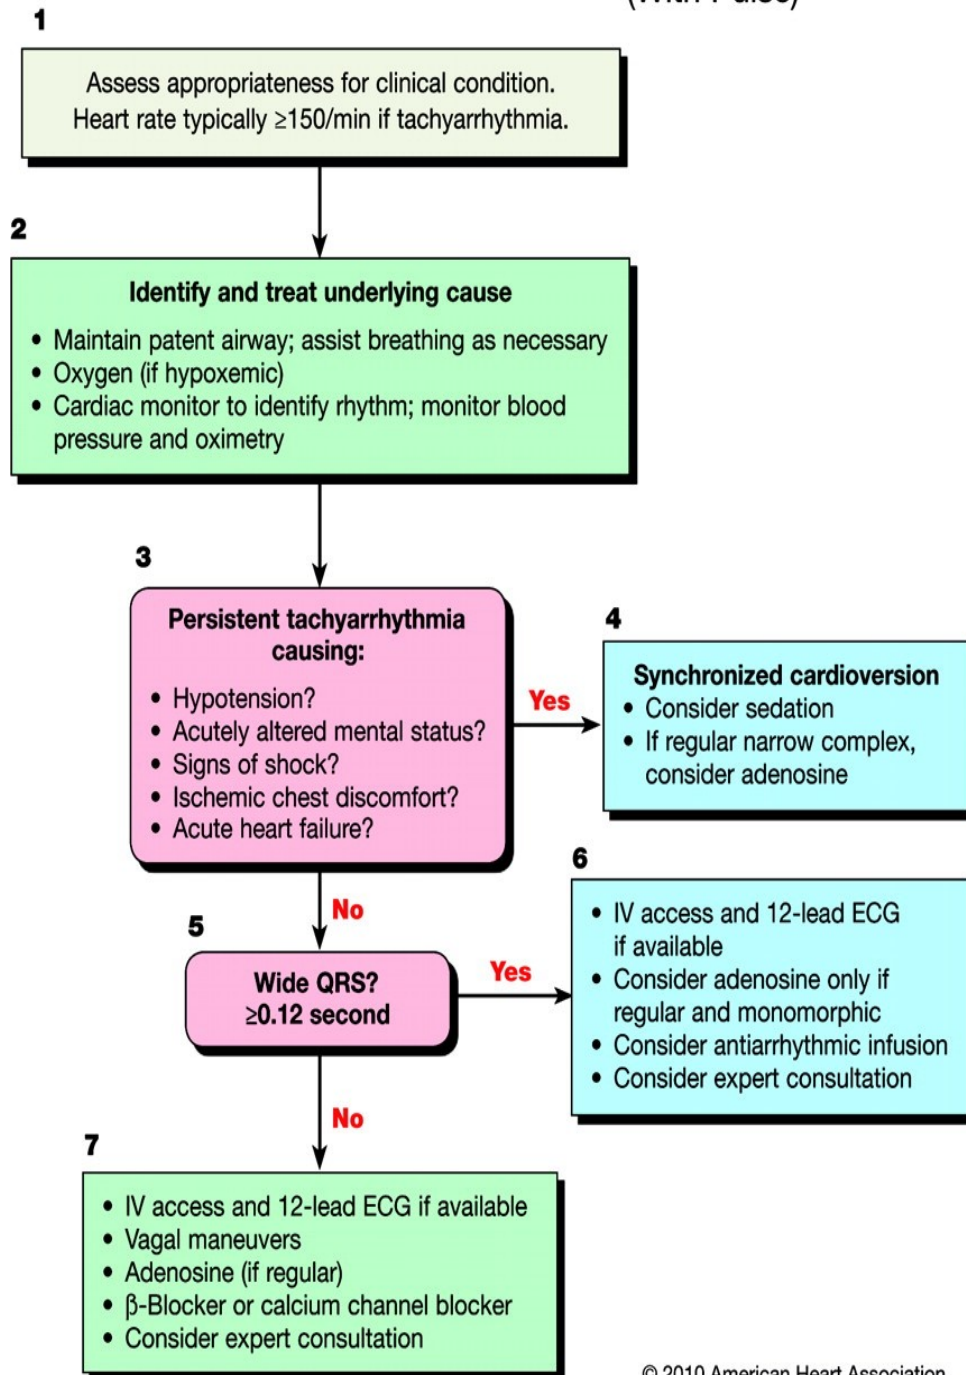 (With Pulse)
1
Assess appropriateness for clinical condition.
Heart rate typically ≥150/min if tachyarrhythmia.
2
Identify and treat underlying cause
• Maintain patent airway; assist breathing as necessary
• Oxygen (if hypoxemic)
• Cardiac monitor to identify rhythm; monitor blood
pressure and oximetry
3
Persistent tachyarrhythmia
causing:
• Hypotension?
• Acutely altered mental status?
• Signs of shock?
• Ischemic chest discomfort?
• Acute heart failure?
Yes
4
Synchronized cardioversion
• Consider sedation
• If regular narrow complex,
consider adenosine
No
5
Wide QRS?
≥0.12 second
Yes
6
• IV access and 12-lead ECG
if available
• Consider adenosine only if
regular and monomorphic
• Consider antiarrhythmic infusion
• Consider expert consultation
No
7
• IV access and 12-lead ECG if available
• Vagal maneuvers
• Adenosine (if regular)
• β-Blocker or calcium channel blocker
• Consider expert consultation
© 2010 American Heart Association